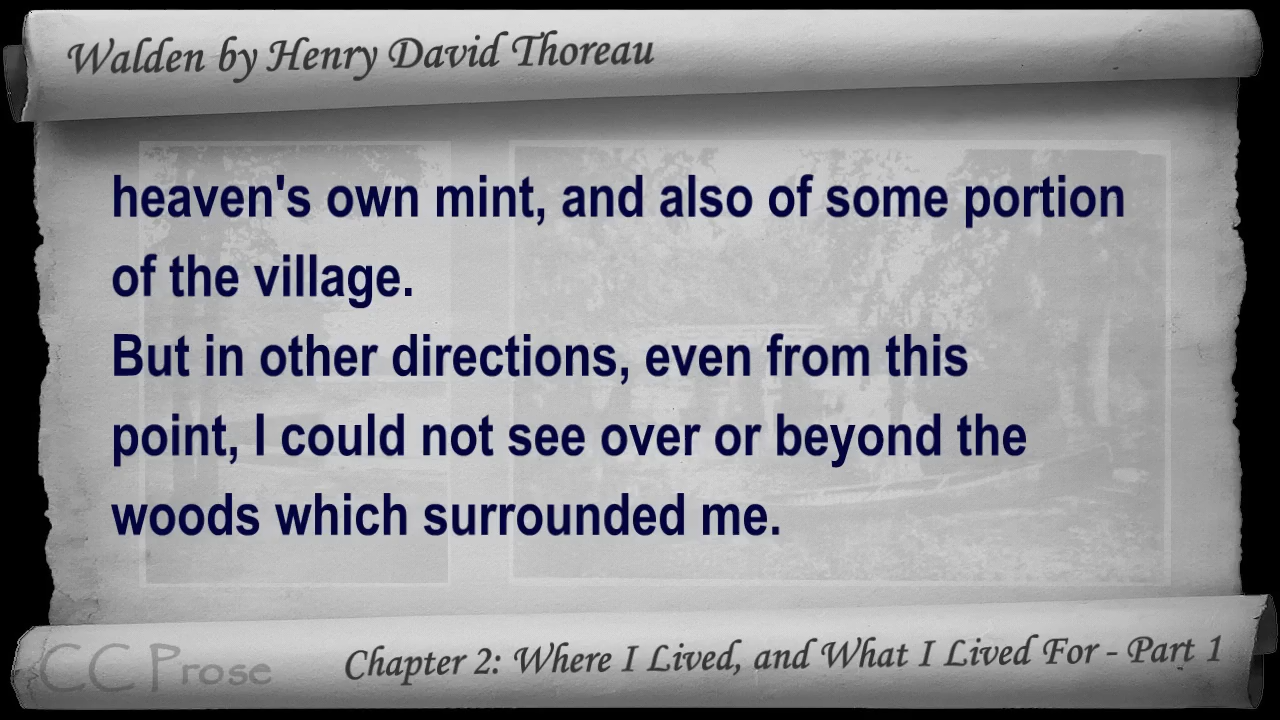 Walden by Henry David Thoreau
heaven's own mint, and also of some portion
of the village.
But in other directions, even from this
point, I could not see over or beyond the
woods which surrounded me.
CC Prose
Chapter 2: Where I Lived, and What I Lived For - Part 1